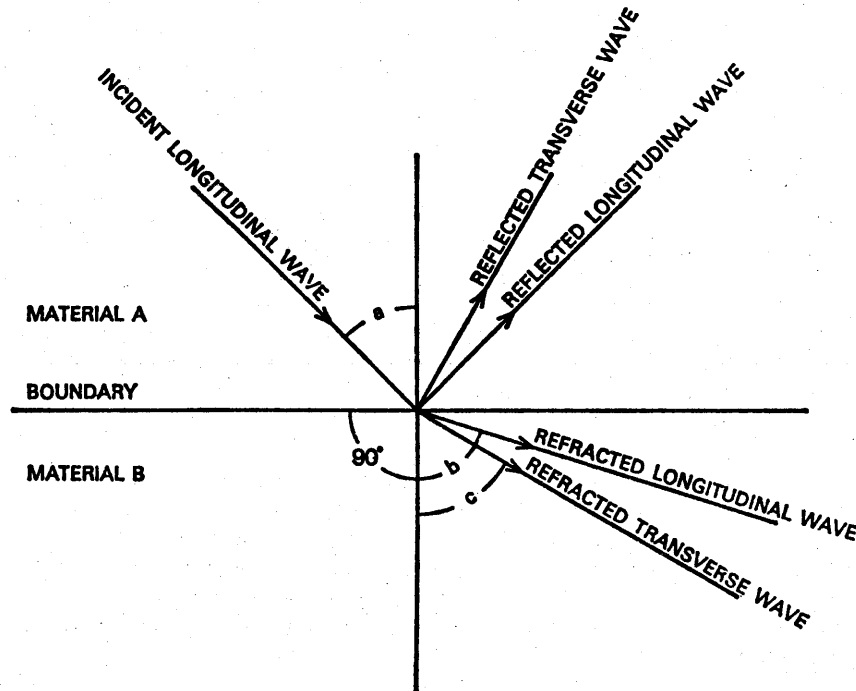 INCIDENT LONGITUDINAL WAVE
REFLECTED TRANSVERSE WAVE
REFLECTED LONGITUDINAL WAVE
a
MATERIAL A
BOUNDARY
90°
b
c
MATERIAL B
REFRACTED LONGITUDINAL WAVE
REFRACTED TRANSVERSE WAVE